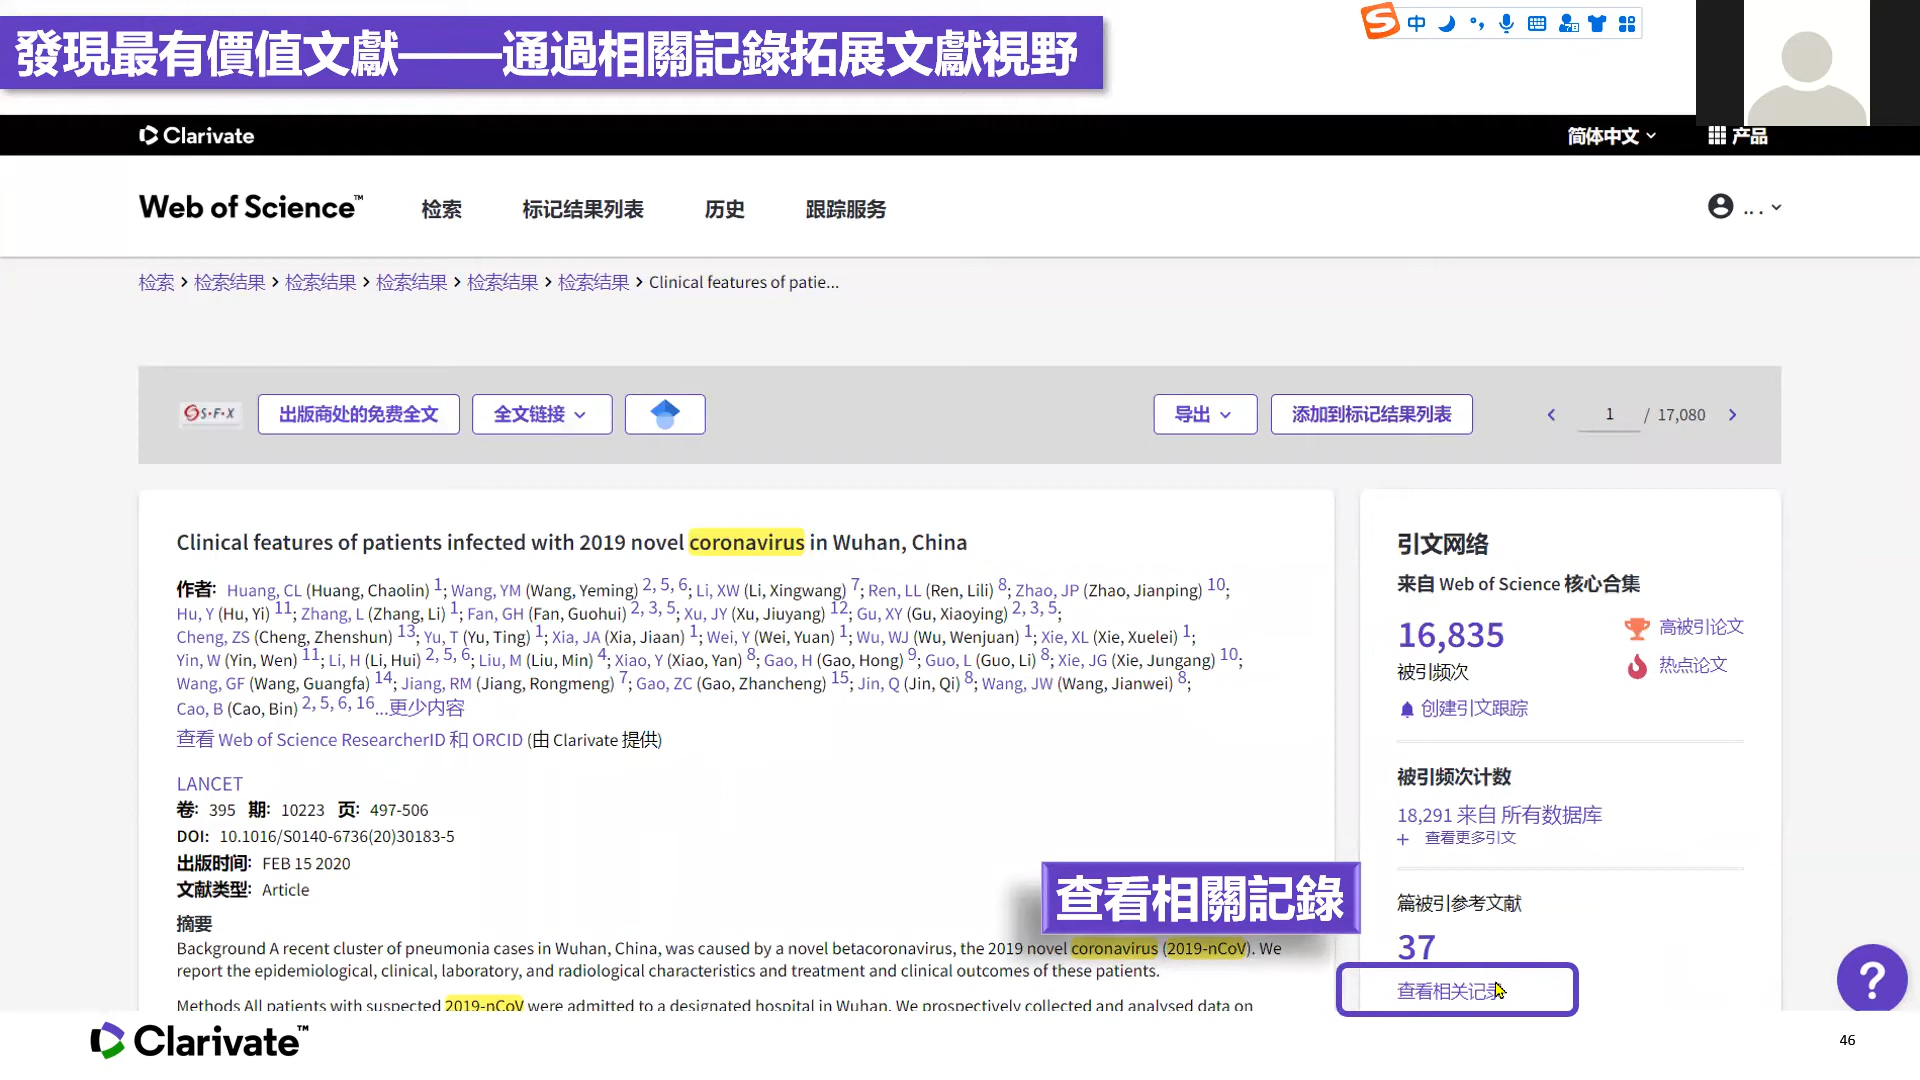 發現最有價值文獻——通過相關記錄拓展文獻視野
中
Clarivate
简体中文
产品
Web of Science™ 检索 标记结果列表 历史 跟踪服务 ...
检索 > 检索结果 > 检索结果 > 检索结果 > 检索结果 > 检索结果 > Clinical features of patie...
S·F·X 出版商处的免费全文 全文链接 导出 添加到标记结果列表 1 / 17,080
Clinical features of patients infected with 2019 novel coronavirus in Wuhan, China
作者: Huang, CL (Huang, Chaolin) 1; Wang, YM (Wang, Yeming) 2, 5, 6; Li, XW (Li, Xingwang) 7; Ren, LL (Ren, Lili) 8; Zhao, JP (Zhao, Jianping) 10;
Hu, Y (Hu, Yi) 11; Zhang, L (Zhang, Li) 1; Fan, GH (Fan, Guohui) 2, 3, 5; Xu, JY (Xu, Jiuyang) 12; Gu, XY (Gu, Xiaoying) 2, 3, 5;
Cheng, ZS (Cheng, Zhenshun) 13; Yu, T (Yu, Ting) 1; Xia, JA (Xia, Jiaan) 1; Wei, Y (Wei, Yuan) 1; Wu, WJ (Wu, Wenjuan) 1; Xie, XL (Xie, Xuelei) 1;
Yin, W (Yin, Wen) 11; Li, H (Li, Hui) 2, 5, 6; Liu, M (Liu, Min) 4; Xiao, Y (Xiao, Yan) 8; Gao, H (Gao, Hong) 9; Guo, L (Guo, Li) 8; Xie, JG (Xie, Jungang) 10;
Wang, GF (Wang, Guangfa) 14; Jiang, RM (Jiang, Rongmeng) 7; Gao, ZC (Gao, Zhancheng) 15; Jin, Q (Jin, Qi) 8; Wang, JW (Wang, Jianwei) 8;
Cao, B (Cao, Bin) 2, 5, 6, 16 ...更少内容
查看 Web of Science ResearcherID 和 ORCID (由 Clarivate 提供)
LANCET
卷: 395 期: 10223 页: 497-506
DOI: 10.1016/S0140-6736(20)30183-5
出版时间: FEB 15 2020
文献类型: Article
摘要
Background A recent cluster of pneumonia cases in Wuhan, China, was caused by a novel betacoronavirus, the 2019 novel coronavirus (2019-nCoV). We
report the epidemiological, clinical, laboratory, and radiological characteristics and treatment and clinical outcomes of these patients.
Methods All patients with suspected 2019-nCoV were admitted to a designated hospital in Wuhan. We prospectively collected and analysed data on
引文网络
来自 Web of Science 核心合集
16,835
被引频次
高被引论文
热点论文
创建引文跟踪
被引频次计数
18,291 来自 所有数据库
+ 查看更多引文
篇被引参考文献
37
查看相关记录
查看相關記錄
?
Clarivate™
46